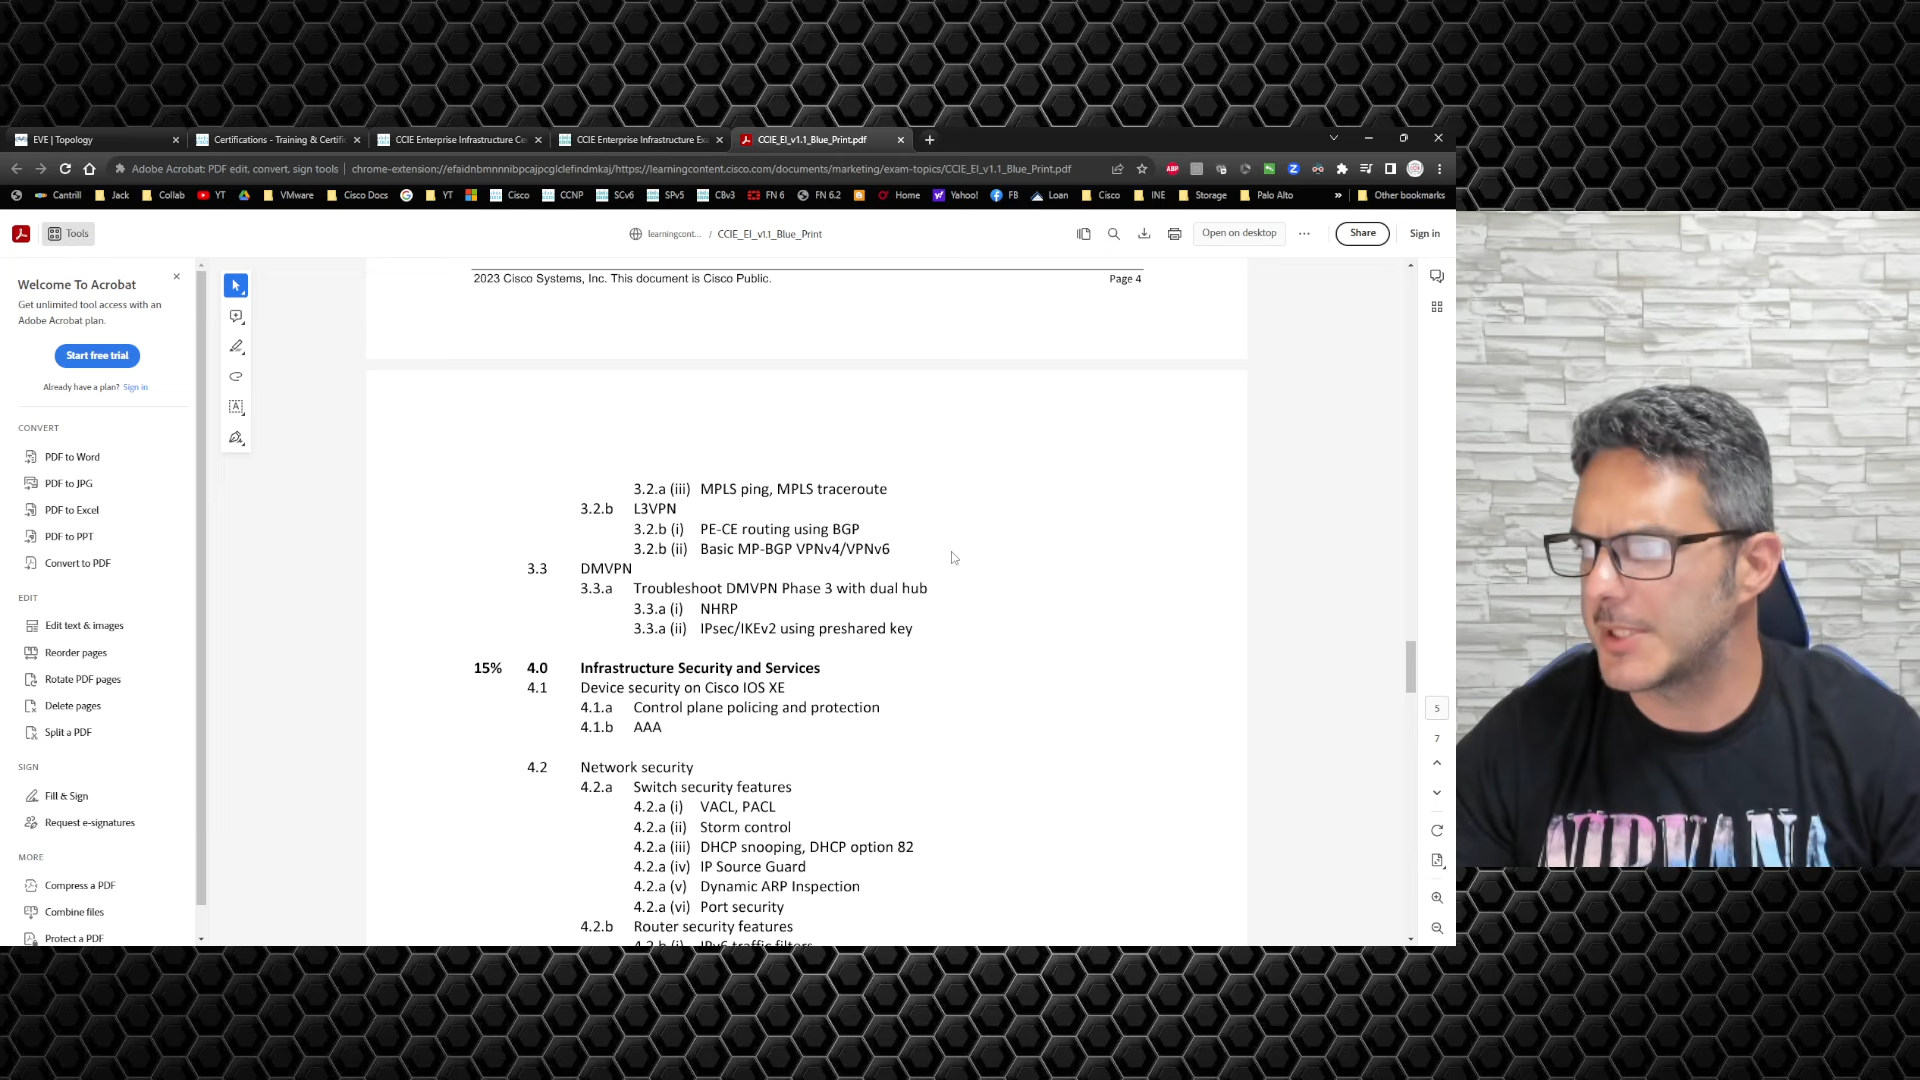 EVE | Topology
Certifications - Training & Certific
CCIE Enterprise Infrastructure Ce
CCIE Enterprise Infrastructure Exa
CCIE_EI_v1.1_Blue_Print.pdf
Adobe Acrobat: PDF edit, convert, sign tools
chrome-extension://efaidnbmnnnibpcajpcglclefindmkaj/https://learningcontent.cisco.com/documents/marketing/exam-topics/CCIE_EI_v1.1_Blue_Print.pdf
Cantrill Jack Collab YT VMware Cisco Docs YT Cisco CCNP SCv6 SPv5 CBv3 FN 6 FN 6.2 Home Yahoo! FB Loan Cisco INE Storage Palo Alto » Other bookmarks
Tools
learningcont... / CCIE_EI_v1.1_Blue_Print
Open on desktop
Share
Sign in
Welcome To Acrobat
Get unlimited tool access with an
Adobe Acrobat plan.
Start free trial
Already have a plan? Sign in
CONVERT
PDF to Word
PDF to JPG
PDF to Excel
PDF to PPT
Convert to PDF
EDIT
Edit text & images
Reorder pages
Rotate PDF pages
Delete pages
Split a PDF
SIGN
Fill & Sign
Request e-signatures
MORE
Compress a PDF
Combine files
Protect a PDF
2023 Cisco Systems, Inc. This document is Cisco Public. Page 4
3.2.a (iii) MPLS ping, MPLS traceroute
3.2.b L3VPN
3.2.b (i) PE-CE routing using BGP
3.2.b (ii) Basic MP-BGP VPNv4/VPNv6
3.3 DMVPN
3.3.a Troubleshoot DMVPN Phase 3 with dual hub
3.3.a (i) NHRP
3.3.a (ii) IPsec/IKEv2 using preshared key
15% 4.0 Infrastructure Security and Services
4.1 Device security on Cisco IOS XE
4.1.a Control plane policing and protection
4.1.b AAA
4.2 Network security
4.2.a Switch security features
4.2.a (i) VACL, PACL
4.2.a (ii) Storm control
4.2.a (iii) DHCP snooping, DHCP option 82
4.2.a (iv) IP Source Guard
4.2.a (v) Dynamic ARP Inspection
4.2.a (vi) Port security
4.2.b Router security features
4.2.b (i) IPv6 traffic filters
5
7
ABP
NIRVANA